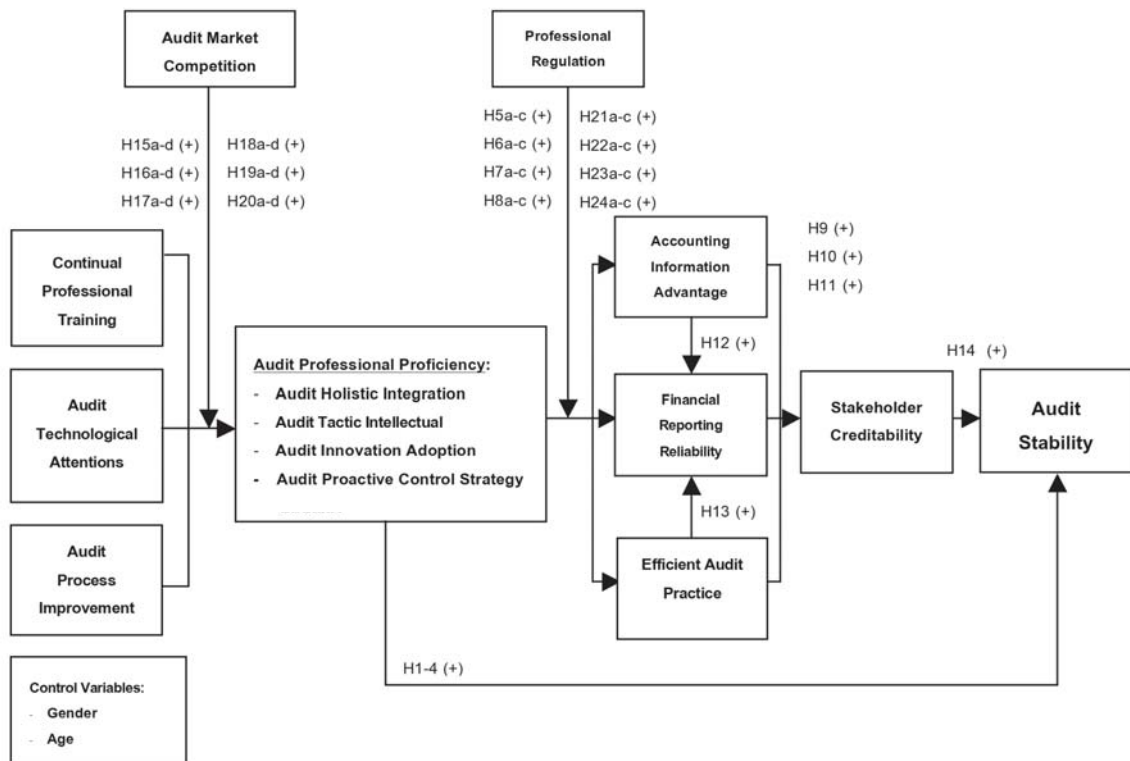 Audit Market
Competition
Professional
Regulation
H15a-d (+)
H16a-d (+)
H17a-d (+)
H18a-d (+)
H19a-d (+)
H20a-d (+)
H5a-c (+)
H6a-c (+)
H7a-c (+)
H8a-c (+)
H21a-c (+)
H22a-c (+)
H23a-c (+)
H24a-c (+)
Continual
Professional
Training
Audit
Technological
Attentions
Audit
Process
Improvement
Audit Professional Proficiency:
- Audit Holistic Integration
- Audit Tactic Intellectual
- Audit Innovation Adoption
- Audit Proactive Control Strategy
Accounting
Information
Advantage
H12 (+)
Financial
Reporting
Reliability
H13 (+)
Efficient Audit
Practice
H9 (+)
H10 (+)
H11 (+)
Stakeholder
Creditability
H14 (+)
Audit
Stability
H1-4 (+)
Control Variables:
- Gender
- Age